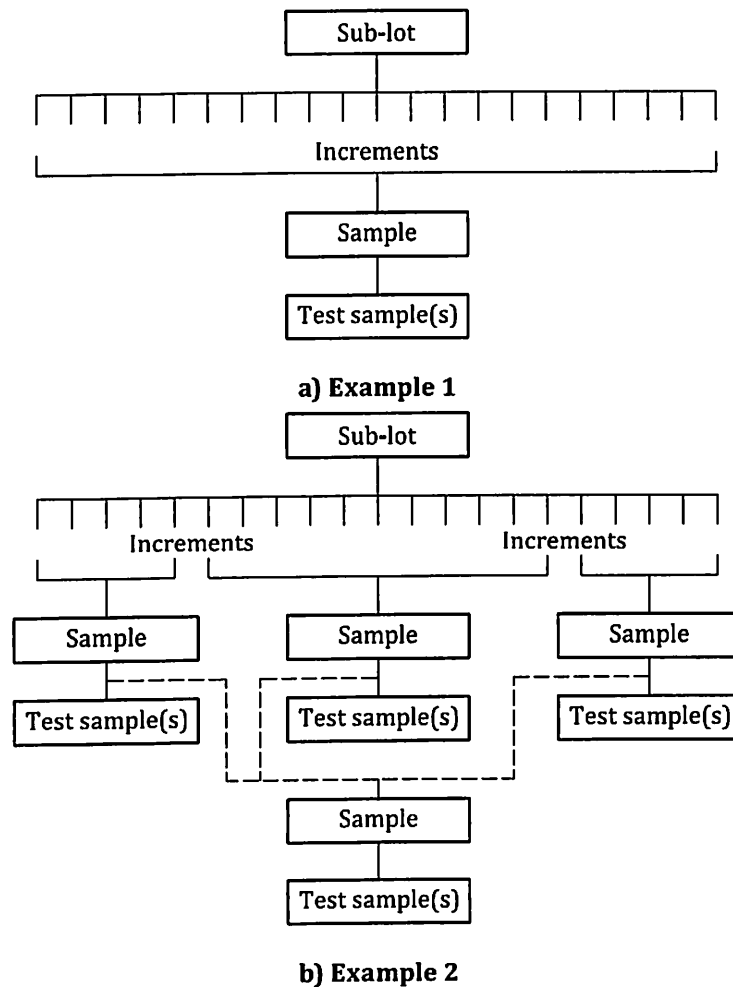 Sub-lot
Increments
Sample
Test sample(s)
a) Example 1
Sub-lot
Increments Increments
Sample Sample Sample
Test sample(s) Test sample(s) Test sample(s)
Sample
Test sample(s)
b) Example 2